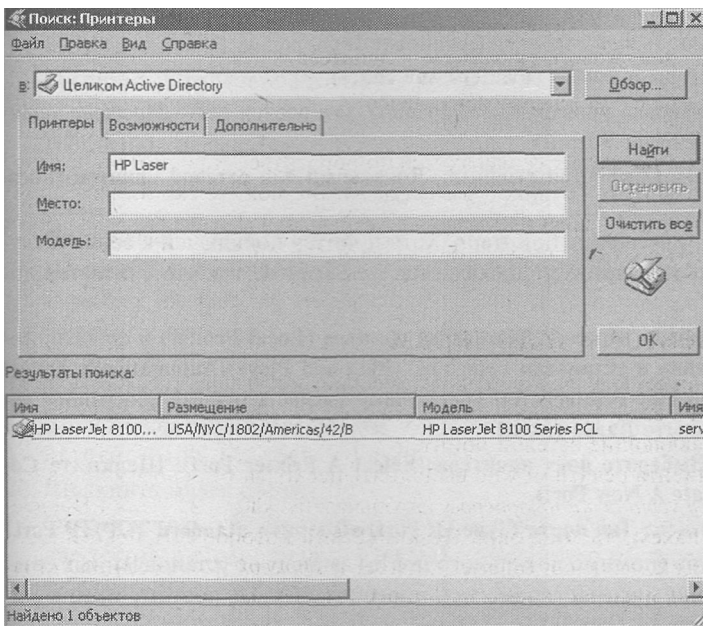 Поиск: Принтеры
Файл Правка Вид Справка
в: Целиком Active Directory Обзор...
Принтеры Возможности Дополнительно
Имя: HP Laser
Место:
Модель:
Найти
Остановить
Очистить все
OK
Результаты поиска:
Имя Размещение Модель Имя
HP LaserJet 8100... USA/NYC/1802/Americas/42/B HP LaserJet 8100 Series PCL serv
Найдено 1 объектов